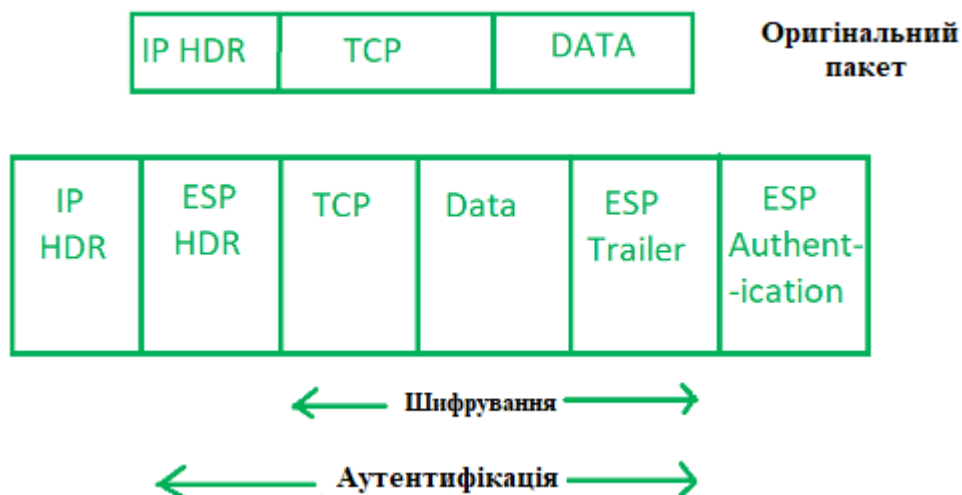 IP HDR TCP DATA
Оригінальний
пакет
IP
HDR
ESP
HDR
TCP
Data
ESP
Trailer
ESP
Authent-
-ication
Шифрування
Аутентифікація